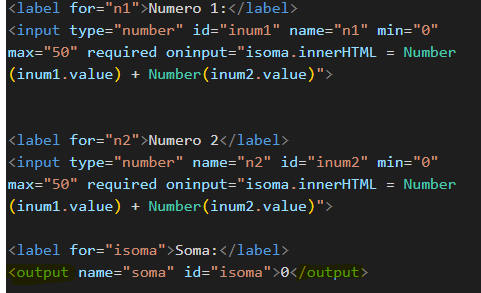 <label for="n1">Numero 1:</label>
<input type="number" id="inum1" name="n1" min="0"
max="50" required oninput="isoma.innerHTML = Number
(inum1.value) + Number(inum2.value)">
<label for="n2">Numero 2</label>
<input type="number" name="n2" id="inum2" min="0"
max="50" required oninput="isoma.innerHTML = Number
(inum1.value) + Number(inum2.value)">
<label for="isoma">Soma:</label>
<output name="soma" id="isoma">0</output>